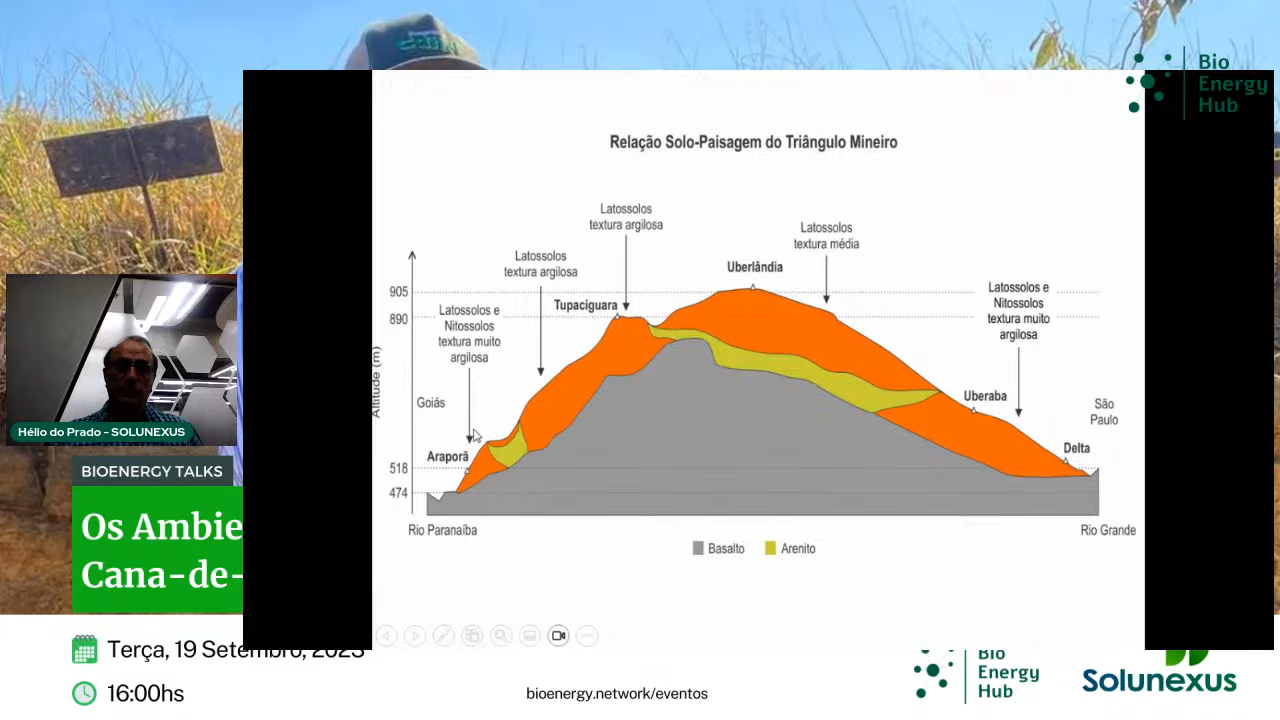 Bio
Energy
Hub
Relação Solo-Paisagem do Triângulo Mineiro
Latossolos
textura argilosa
Latossolos
textura média
Latossolos
textura argilosa
Uberlândia
905
Latossolos e
Nitossolos
textura muito
argilosa
Tupaciguara
Latossolos e
Nitossolos
textura muito
argilosa
890
Altitude (m)
Goiás
Uberaba
São
Paulo
Hélio do Prado - SOLUNEXUS
Araporã
Delta
518
474
Rio Paranaíba
Rio Grande
Basalto
Arenito
BIOENERGY TALKS
Os Ambie
Cana-de-
Terça, 19 Setembro, 2023
16:00hs
bioenergy.network/eventos
Bio
Energy
Hub
Solunexus